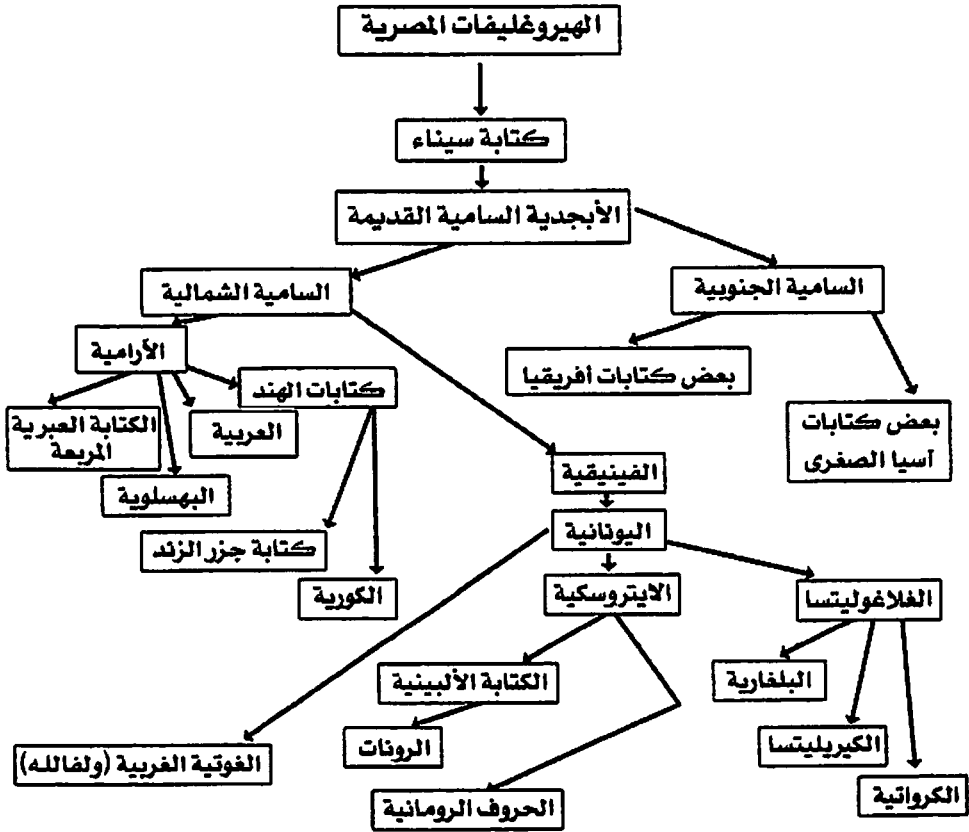 الهيروغليفات المصرية
كتابة سيناء
الأبجدية السامية القديمة
السامية الجنوبية
السامية الشمالية
بعض كتابات أفريقيا
بعض كتابات
آسيا الصغرى
الأرامية
كتابات الهند
العربية
الكتابة العبرية
المربعة
البهسلوية
كتابة جزر الزند
الكورية
الفينيقية
اليونانية
الايتروسكية
الغلاغوليتسا
البلغارية
الكيريليتسا
الكرواتية
الكتابة الألبينية
الرونات
الحروف الرومانية
الغوتية الغربية (ولفالله)